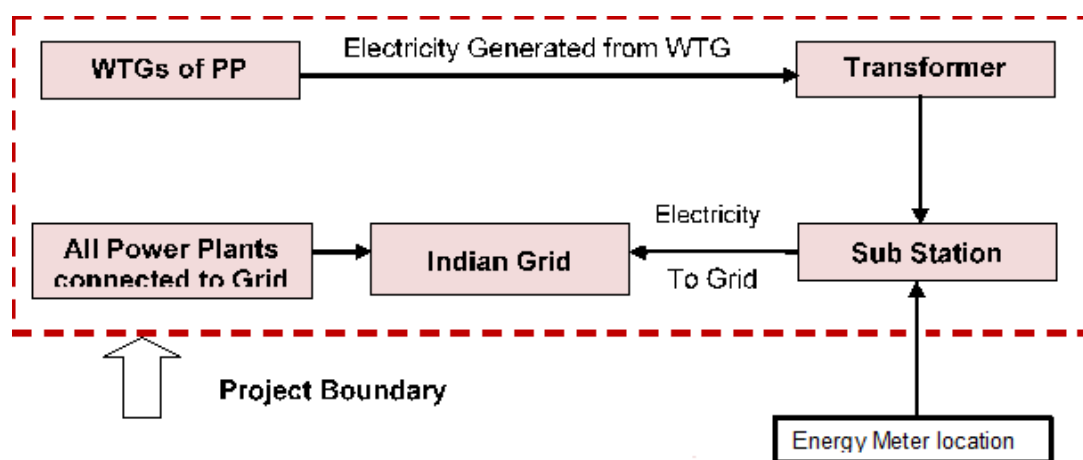 Electricity Generated from WTG
WTGs of PP
Transformer
Electricity
All Power Plants
connected to Grid
Indian Grid
Sub Station
To Grid
Project Boundary
Energy Meter location